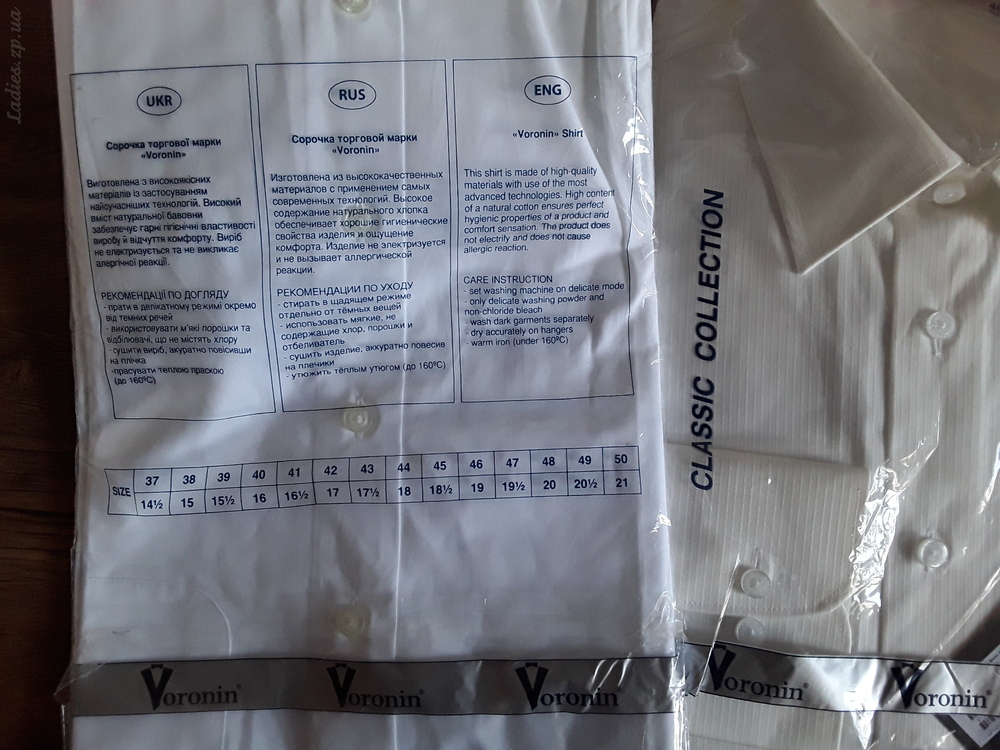 Ladies.zp.ua
UKR
Сорочка торгової марки
«Voronin»
Виготовлена з високоякісних
матеріалів із застосуванням
найсучасніших технологій. Високий
вміст натуральної бавовни
забезпечує гарні гігієнічні властивості
виробу й відчуття комфорту. Виріб
не електризується та не викликає
алергічної реакції.
РЕКОМЕНДАЦІЇ ПО ДОГЛЯДУ
- прати в делікатному режимі окремо
від темних речей
- використовувати м'які порошки та
відбілювачі, що не містять хлору
- сушити виріб, акуратно повісивши
на плічка
-прасувати теплою праскою
(до 160ºC)
RUS
Сорочка торговой марки
«Voronin»
Изготовлена из высококачественных
материалов с применением самых
современных технологий. Высокое
содержание натурального хлопка
обеспечивает хорошие гигиенические
свойства изделия и ощущение
комфорта. Изделие не электризуется
и не вызывает аллергической
реакции.
РЕКОМЕНДАЦИИ ПО УХОДУ
- стирать в щадящем режиме
отдельно от тёмных вещей
- использовать мягкие, не
содержащие хлор, порошки и
отбеливатели
- сушить изделие, аккуратно повесив
на плечики
- утюжить тёплым утюгом (до 160ºC)
ENG
«Voronin» Shirt
This shirt is made of high-quality
materials with use of the most
advanced technologies. High content
of a natural cotton ensures perfect
hygienic properties of a product and
comfort sensation. The product does
not electrify and does not cause
allergic reaction.
CARE INSTRUCTION
- set washing machine on delicate mode
- only delicate washing powder and
non-chloride bleach
- wash dark garments separately
- dry accurately on hangers
- warm iron (under 160ºC)
SIZE
37 38 39 40 41 42 43 44 45 46 47 48 49 50
14½ 15 15½ 16 16½ 17 17½ 18 18½ 19 19½ 20 20½ 21
CLASSIC COLLECTION
Voronin® Voronin® Voronin® Voronin® Voronin®